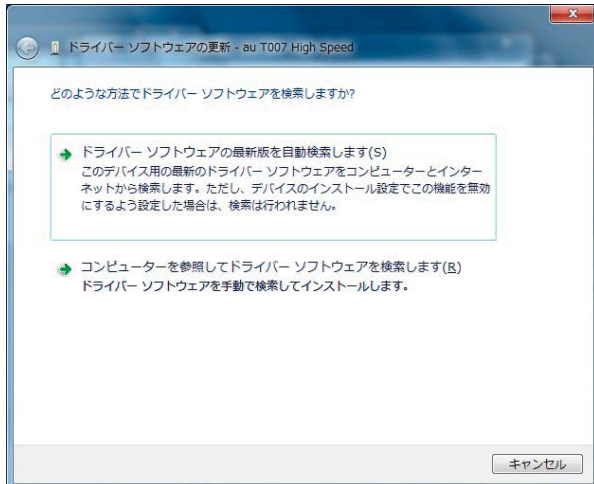 ドライバー ソフトウェアの更新 - au T007 High Speed
どのような方法でドライバー ソフトウェアを検索しますか?
ドライバー ソフトウェアの最新版を自動検索します(S)
このデバイス用の最新のドライバー ソフトウェアをコンピューターとインター
ネットから検索します。ただし、デバイスのインストール設定でこの機能を無効
にするよう設定した場合は、検索は行われません。
コンピューターを参照してドライバー ソフトウェアを検索します(R)
ドライバー ソフトウェアを手動で検索してインストールします。
キャンセル